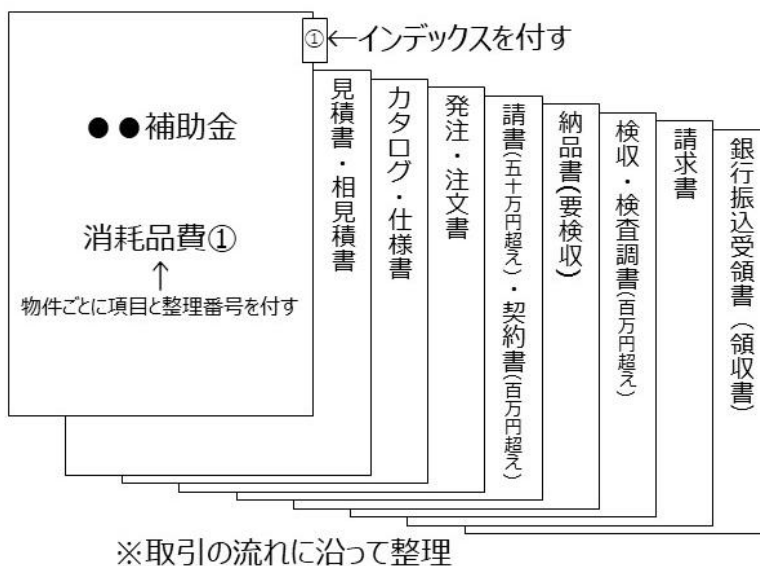 ①←インデックスを付す
●●補助金
消耗品費①
↑
物件ごとに項目と整理番号を付す
見積書・相見積書
カタログ・仕様書
発注・注文書
請書(五十万円超え)・契約書(百万円超え)
納品書(要検収)
検収・検査調書(百万円超え)
請求書
銀行振込受領書(領収書)
※取引の流れに沿って整理